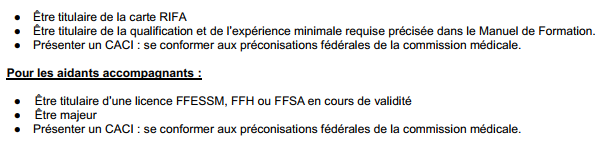 ● Être titulaire de la carte RIFA
● Être titulaire de la qualification et de l'expérience minimale requise précisée dans le Manuel de Formation.
● Présenter un CACI : se conformer aux préconisations fédérales de la commission médicale.
Pour les aidants accompagnants :
● Être titulaire d'une licence FFESSM, FFH ou FFSA en cours de validité
● Être majeur
● Présenter un CACI : se conformer aux préconisations fédérales de la commission médicale.